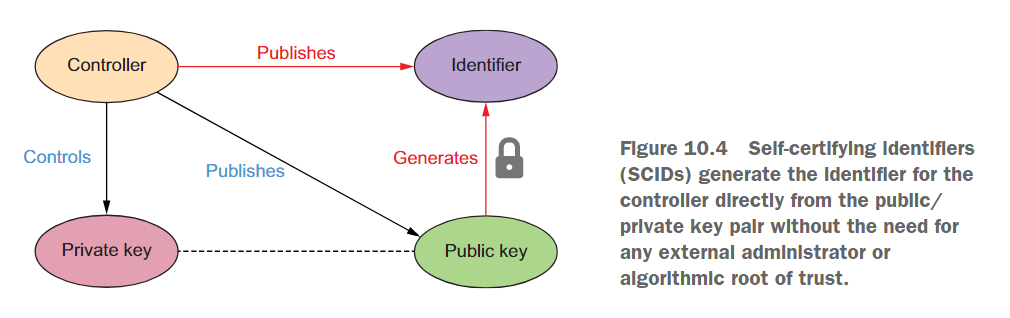 Publishes
Controller
Identifier
Controls
Generates
Publishes
Private key
Public key
Figure 10.4 Self-certifying identifiers
(SCIDs) generate the identifier for the
controller directly from the public/
private key pair without the need for
any external administrator or
algorithmic root of trust.